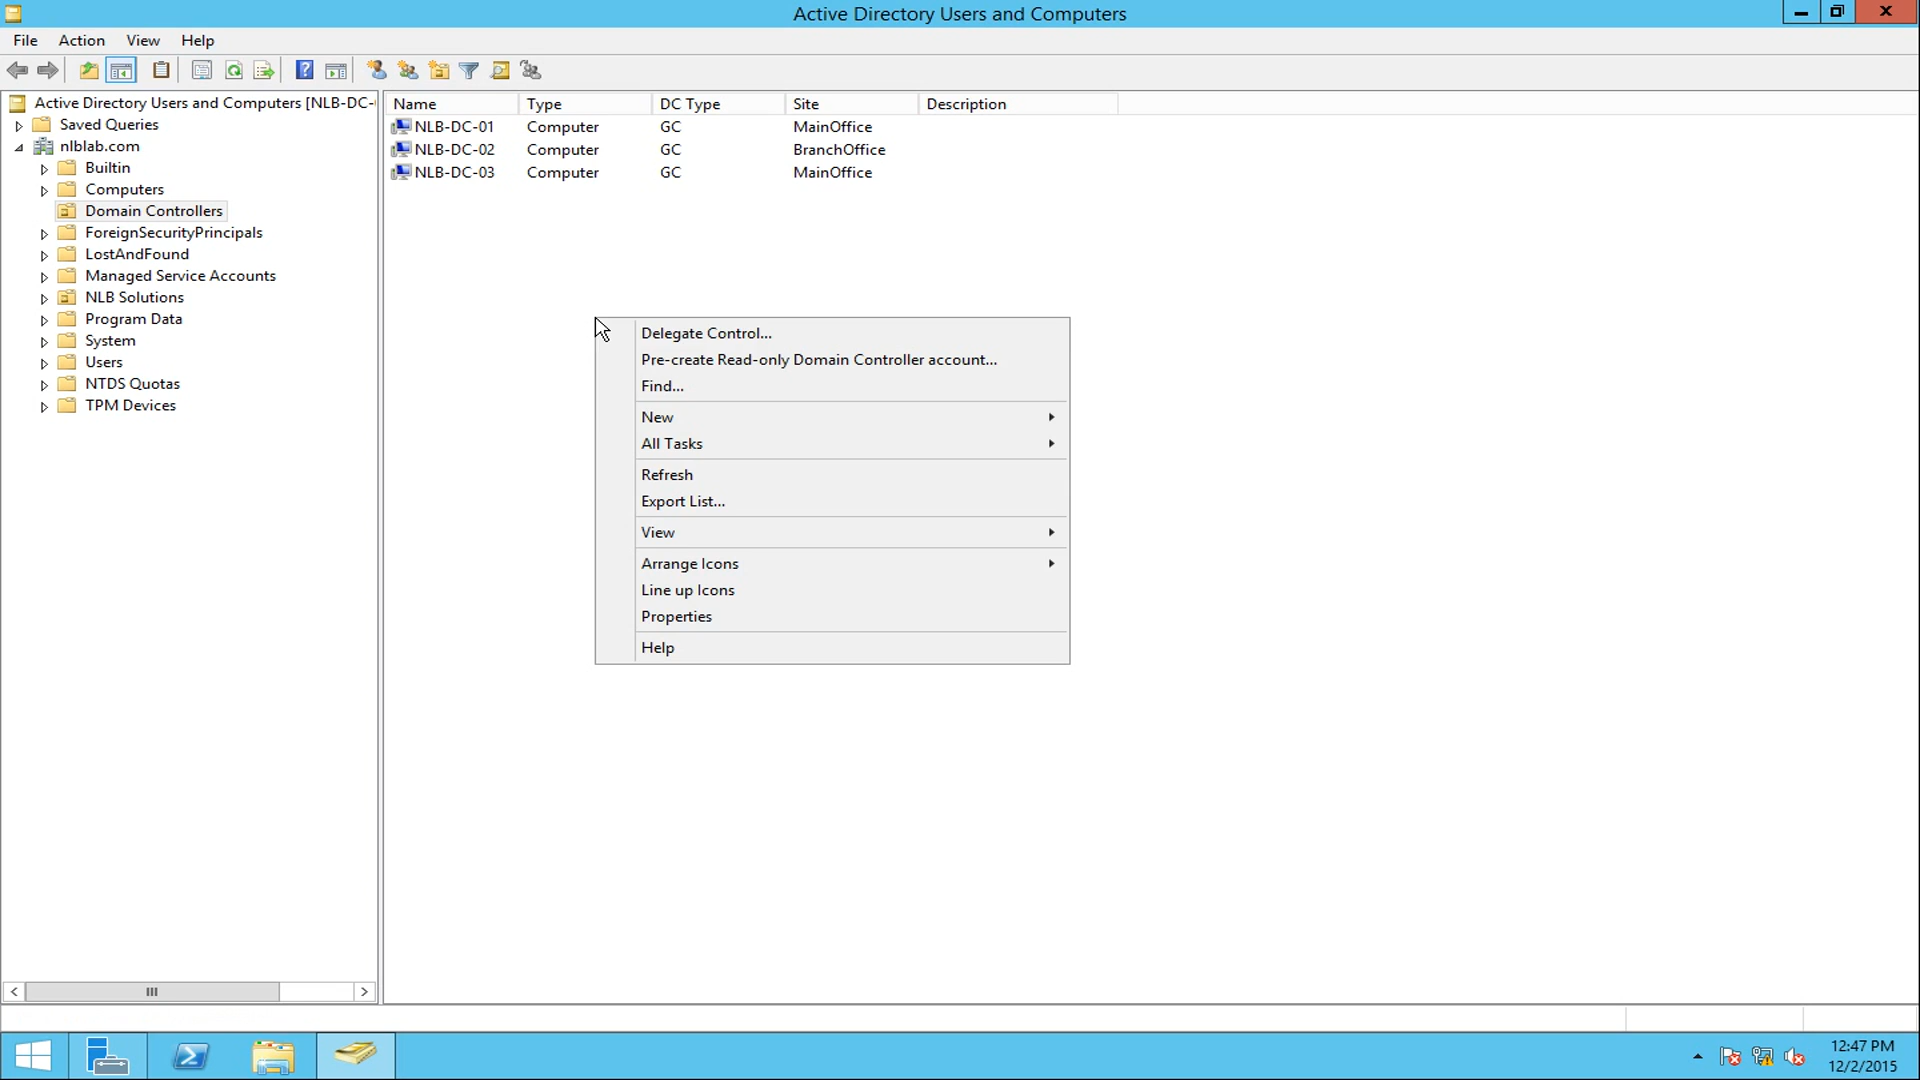 Active Directory Users and Computers
File Action View Help
Active Directory Users and Computers [NLB-DC-
Saved Queries
nlblab.com
Builtin
Computers
Domain Controllers
ForeignSecurityPrincipals
LostAndFound
Managed Service Accounts
NLB Solutions
Program Data
System
Users
NTDS Quotas
TPM Devices
Name Type DC Type Site Description
NLB-DC-01 Computer GC MainOffice
NLB-DC-02 Computer GC BranchOffice
NLB-DC-03 Computer GC MainOffice
Delegate Control...
Pre-create Read-only Domain Controller account...
Find...
New
All Tasks
Refresh
Export List...
View
Arrange Icons
Line up Icons
Properties
Help
12:47 PM
12/2/2015